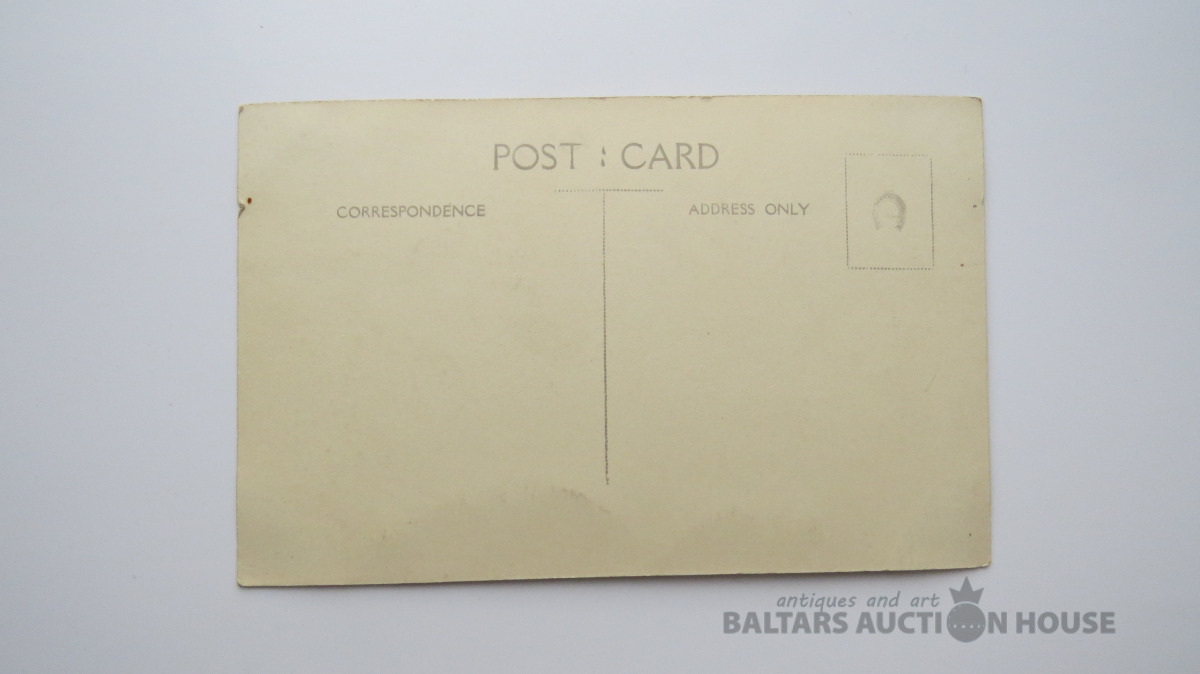 POST : CARD
CORRESPONDENCE
ADDRESS ONLY
antiques and art
BALTARS AUCTION HOUSE